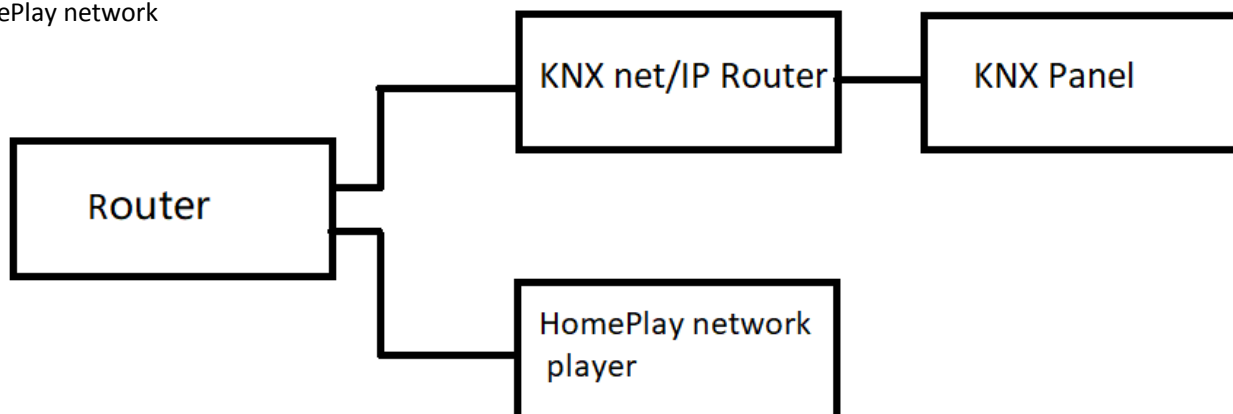 ePlay network
KNX net/IP Router
KNX Panel
Router
HomePlay network
player